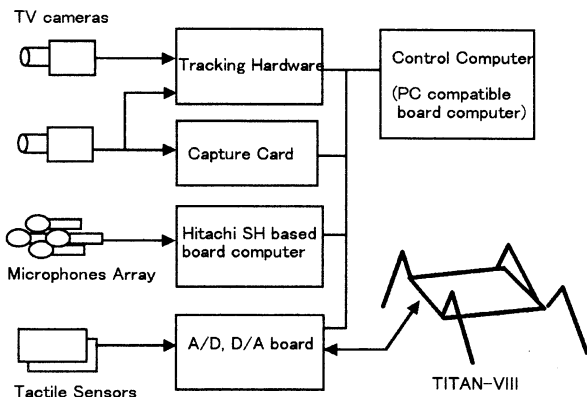 TV cameras
Tracking Hardware
Control Computer
(PC compatible
board computer)
Capture Card
Hitachi SH based
board computer
Microphones Array
A/D, D/A board
Tactile Sensors
TITAN-VIII